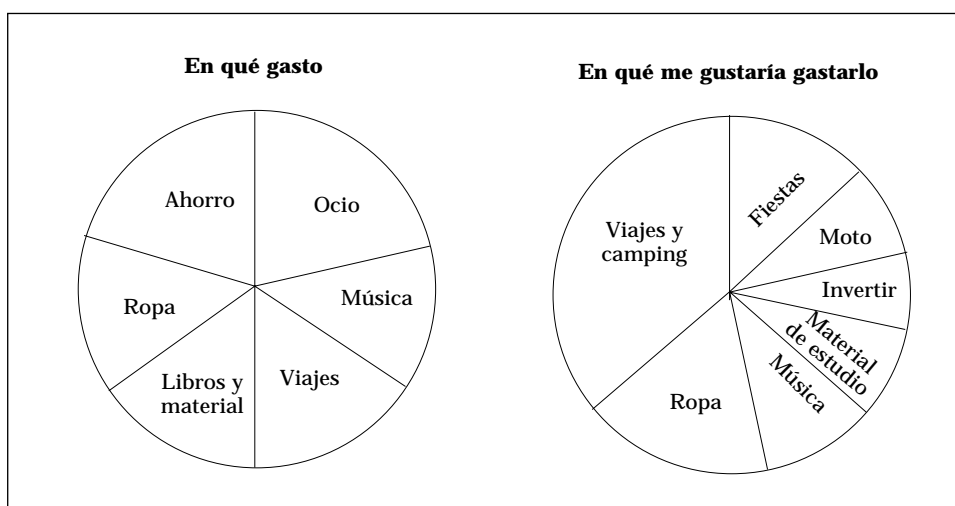 En qué gasto
Ahorro
Ocio
Ropa
Música
Libros y
material
Viajes
En qué me gustaría gastarlo
Viajes y
camping
Fiestas
Moto
Invertir
Material
de estudio
Música
Ropa